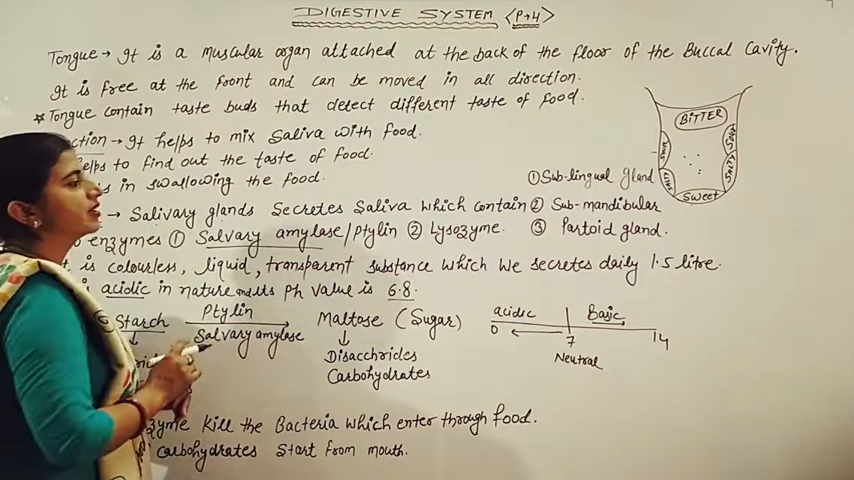 DIGESTIVE SYSTEM <P→4>
Tongue → It is a muscular organ attached at the back of the floor of the Buccal Cavity.
It is free at the front and can be moved in all direction.
* Tongue contain taste buds that detect different taste of food.
ction → It helps to mix Saliva with food.
helps to find out the taste of food.
s in swallowing the food.
BITTER
SOUR
SOUR
SALTY
SALTY
SWEET
① Sub-lingual gland
→ Salivary glands Secretes Saliva which contain ② Sub-mandibular
enzymes ① Salvary amylase/Ptylin ② Lysozyme. ③ Partoid gland.
t is colourless, liquid, transparent substance which we secretes daily 1.5 litre.
acidic in nature and its Ph value is 6.8.
Starch Ptylin Maltose (Sugar)
Salvary amylase
↓ ↓
Disacchrides
Carbohydrates
acidic Basic
0 7 14
Neutral
zyme kill the Bacteria which enter through food.
carbohydrates start from mouth.